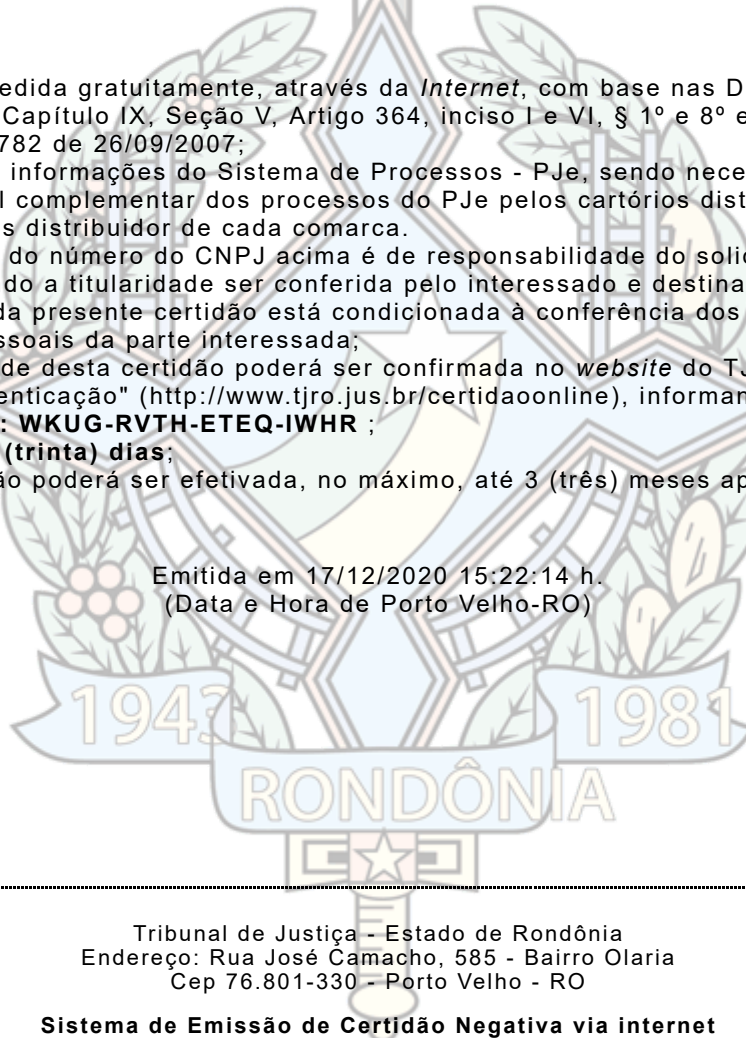 edida gratuitamente, através da Internet, com base nas D
Capítulo IX, Seção V, Artigo 364, inciso I e VI, § 1º e 8º e
782 de 26/09/2007;
informações do Sistema de Processos - PJe, sendo nece
l complementar dos processos do PJe pelos cartórios dist
s distribuidor de cada comarca.
do número do CNPJ acima é de responsabilidade do solic
do a titularidade ser conferida pelo interessado e destina
da presente certidão está condicionada à conferência dos
ssoais da parte interessada;
de desta certidão poderá ser confirmada no website do TJ
enticação" (http://www.tjro.jus.br/certidaoonline), informan
: WKUG-RVTH-ETEQ-IWHR ;
(trinta) dias;
ão poderá ser efetivada, no máximo, até 3 (três) meses ap
Emitida em 17/12/2020 15:22:14 h.
(Data e Hora de Porto Velho-RO)
1943 1981
RONDÔNIA
Tribunal de Justiça - Estado de Rondônia
Endereço: Rua José Camacho, 585 - Bairro Olaria
Cep 76.801-330 - Porto Velho - RO
Sistema de Emissão de Certidão Negativa via internet